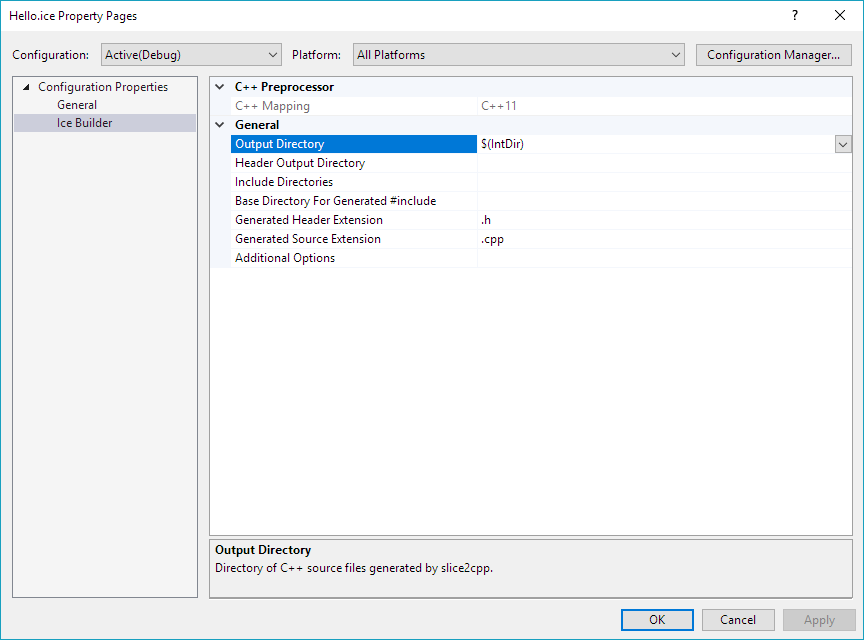 Hello.ice Property Pages
?
Configuration: Active(Debug) Platform: All Platforms Configuration Manager...
Configuration Properties
General
Ice Builder
C++ Preprocessor
C++ Mapping C++11
General
Output Directory $(IntDir)
Header Output Directory
Include Directories
Base Directory For Generated #include
Generated Header Extension .h
Generated Source Extension .cpp
Additional Options
Output Directory
Directory of C++ source files generated by slice2cpp.
OK Cancel Apply